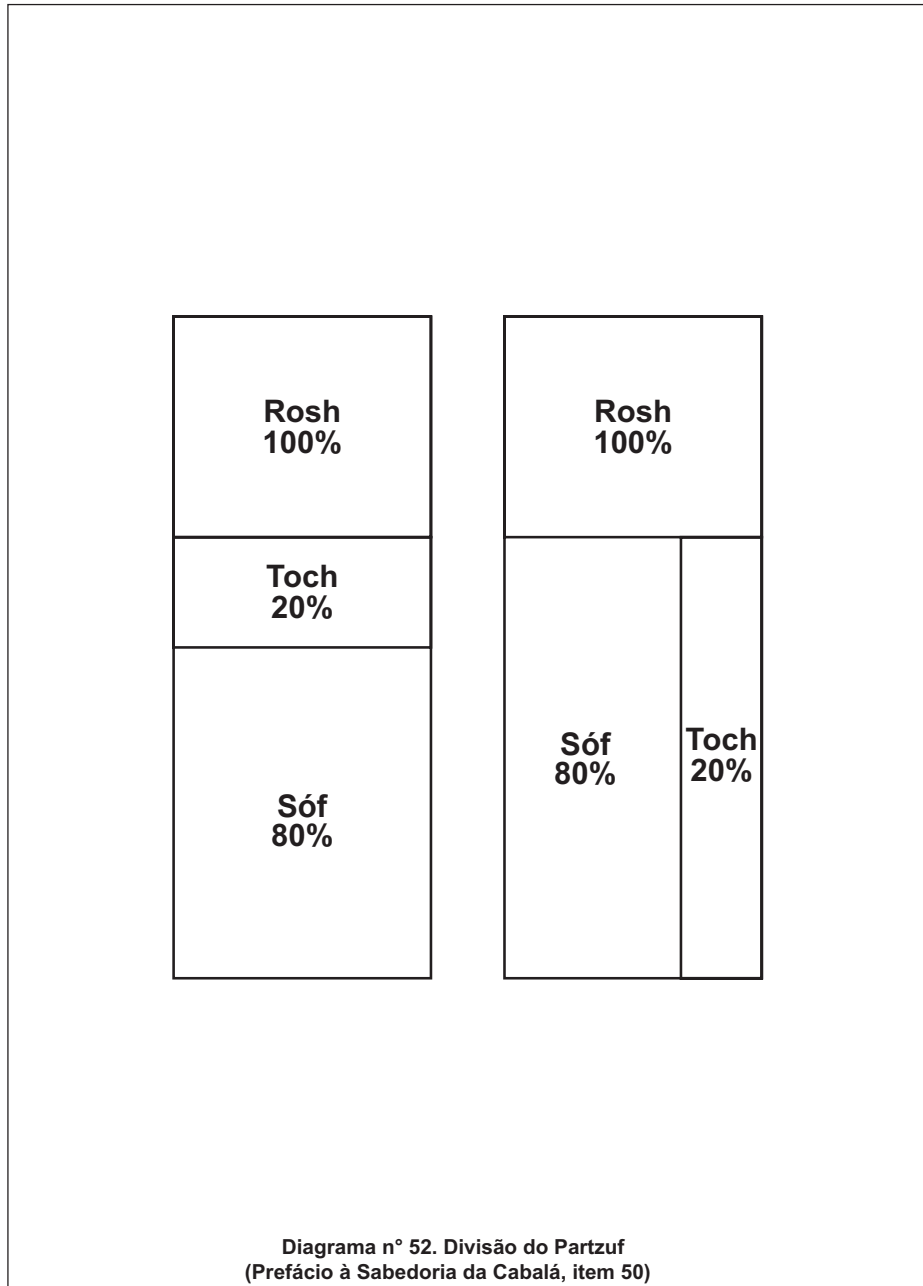 Rosh
100%
Toch
20%
Sóf
80%
Rosh
100%
Sóf
80%
Toch
20%
Diagrama n° 52. Divisão do Partzuf
(Prefácio à Sabedoria da Cabalá, item 50)